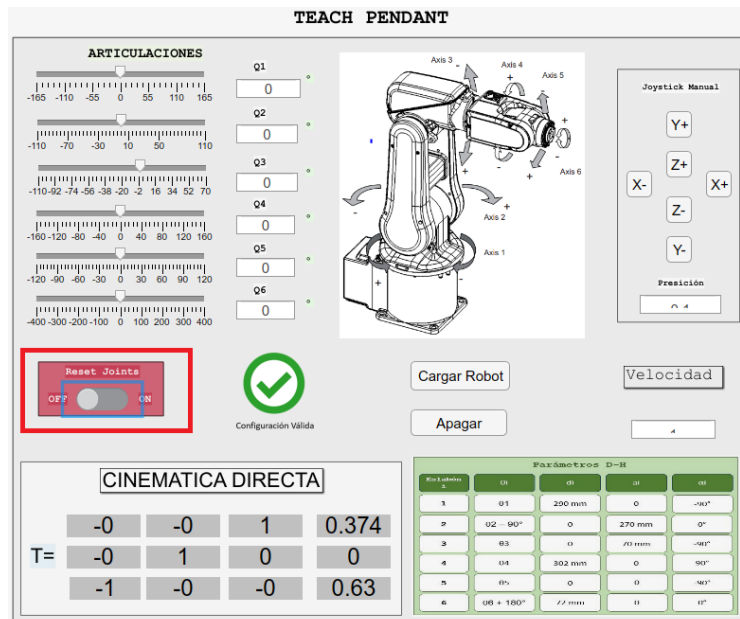 TEACH PENDANT
ARTICULACIONES
-165 -110 -55 0 55 110 165
Q1
0
-110 -70 -30 10 50 110
Q2
0
-110-92 -74 -56 -38 -20 -2 16 34 52 70
Q3
0
-160-120 -80 -40 0 40 80 120 160
Q4
0
-120 -90 -60 -30 0 30 60 90 120
Q5
0
-400 -300 -200 -100 0 100 200 300 400
Q6
0
Axis 3
Axis 4
Axis 5
Axis 6
Axis 2
Axis 1
Joystick Manual
Y+
Z+
X- X+
Z-
Y-
Presición
Reset Joints
OFF ON
Configuración Válida
Cargar Robot
Apagar
Velocidad
CINEMATICA DIRECTA
-0 -0 1 0.374
T= -0 1 0 0
-1 -0 -0 0.63
Parámetros D-H
Eslabón i θi di ai αi
1 θ1 290 mm 0 -90°
2 θ2 – 90° 0 270 mm 0°
3 θ3 0 70 mm -90°
4 θ4 302 mm 0 90°
5 θ5 0 0 -90°
6 θ6 + 180° 72 mm 0 0°